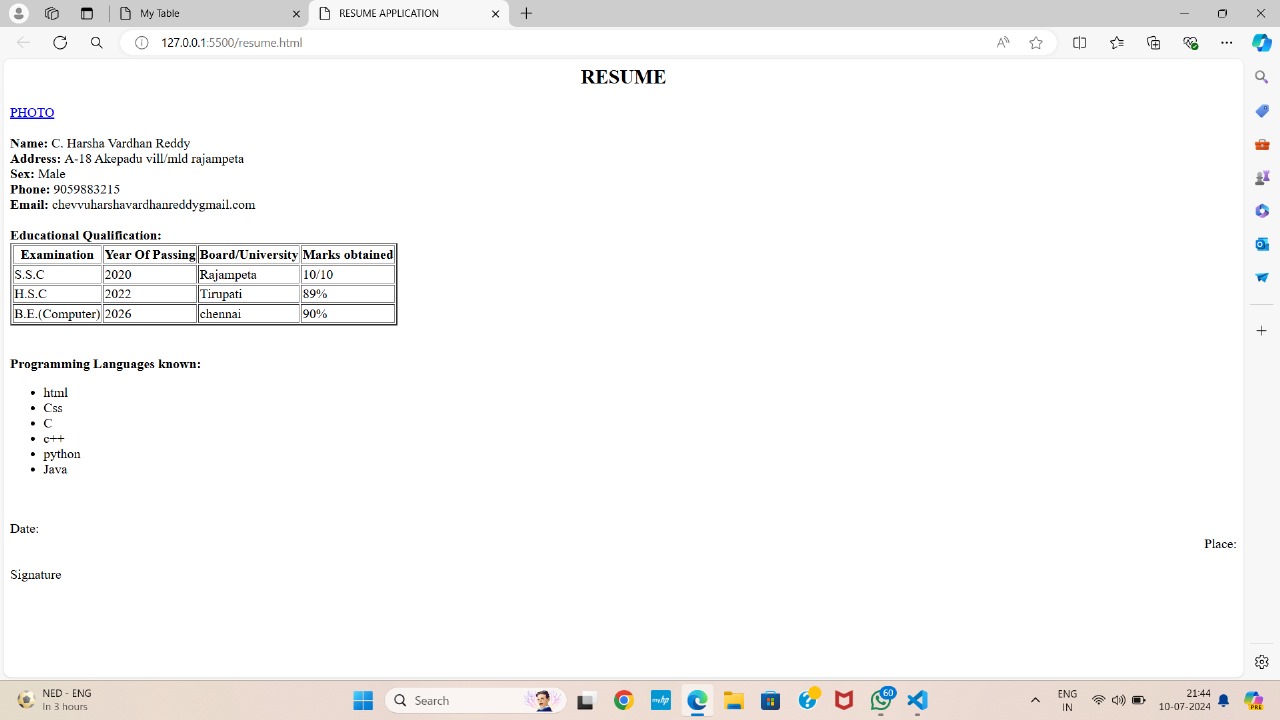 My Table
RESUME APPLICATION
127.0.0.1:5500/resume.html
RESUME
PHOTO
Name: C. Harsha Vardhan Reddy
Address: A-18 Akepadu vill/mld rajampeta
Sex: Male
Phone: 9059883215
Email: chevvuharshavardhanreddygmail.com
Educational Qualification:
Examination Year Of Passing Board/University Marks obtained
S.S.C 2020 Rajampeta 10/10
H.S.C 2022 Tirupati 89%
B.E.(Computer) 2026 chennai 90%
Programming Languages known:
html
Css
C
c++
python
Java
Date:
Place:
Signature
NED - ENG
In 3 hours
Search
60
ENG
IN
21:44
10-07-2024